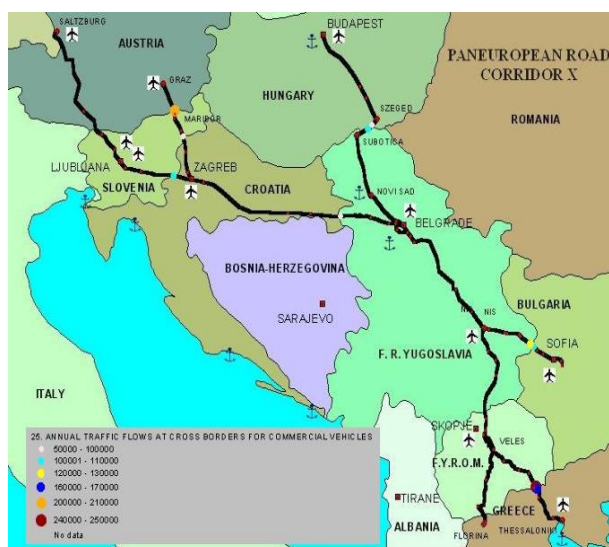 SALTZBURG
AUSTRIA
BUDAPEST
PANEUROPEAN ROAD
CORRIDOR X
GRAZ
HUNGARY
MARIBOR
SZEGED
ROMANIA
SUBOTICA
LJUBLJANA
ZAGREB
SLOVENIA
CROATIA
NOVI SAD
BELGRADE
BOSNIA-HERZEGOVINA
SARAJEVO
NIS
NIS
BULGARIA
SOFIA
ITALY
F. R. YUGOSLAVIA
SKOPJE
VELES
F.Y.R.O.M.
TIRANE
ALBANIA
GREECE
FLORINA
THESSALONIKI
25. ANNUAL TRAFFIC FLOWS AT CROSS BORDERS FOR COMMERCIAL VEHICLES
50000 - 100000
100001 - 110000
120000 - 130000
160000 - 170000
200000 - 210000
240000 - 250000
No data